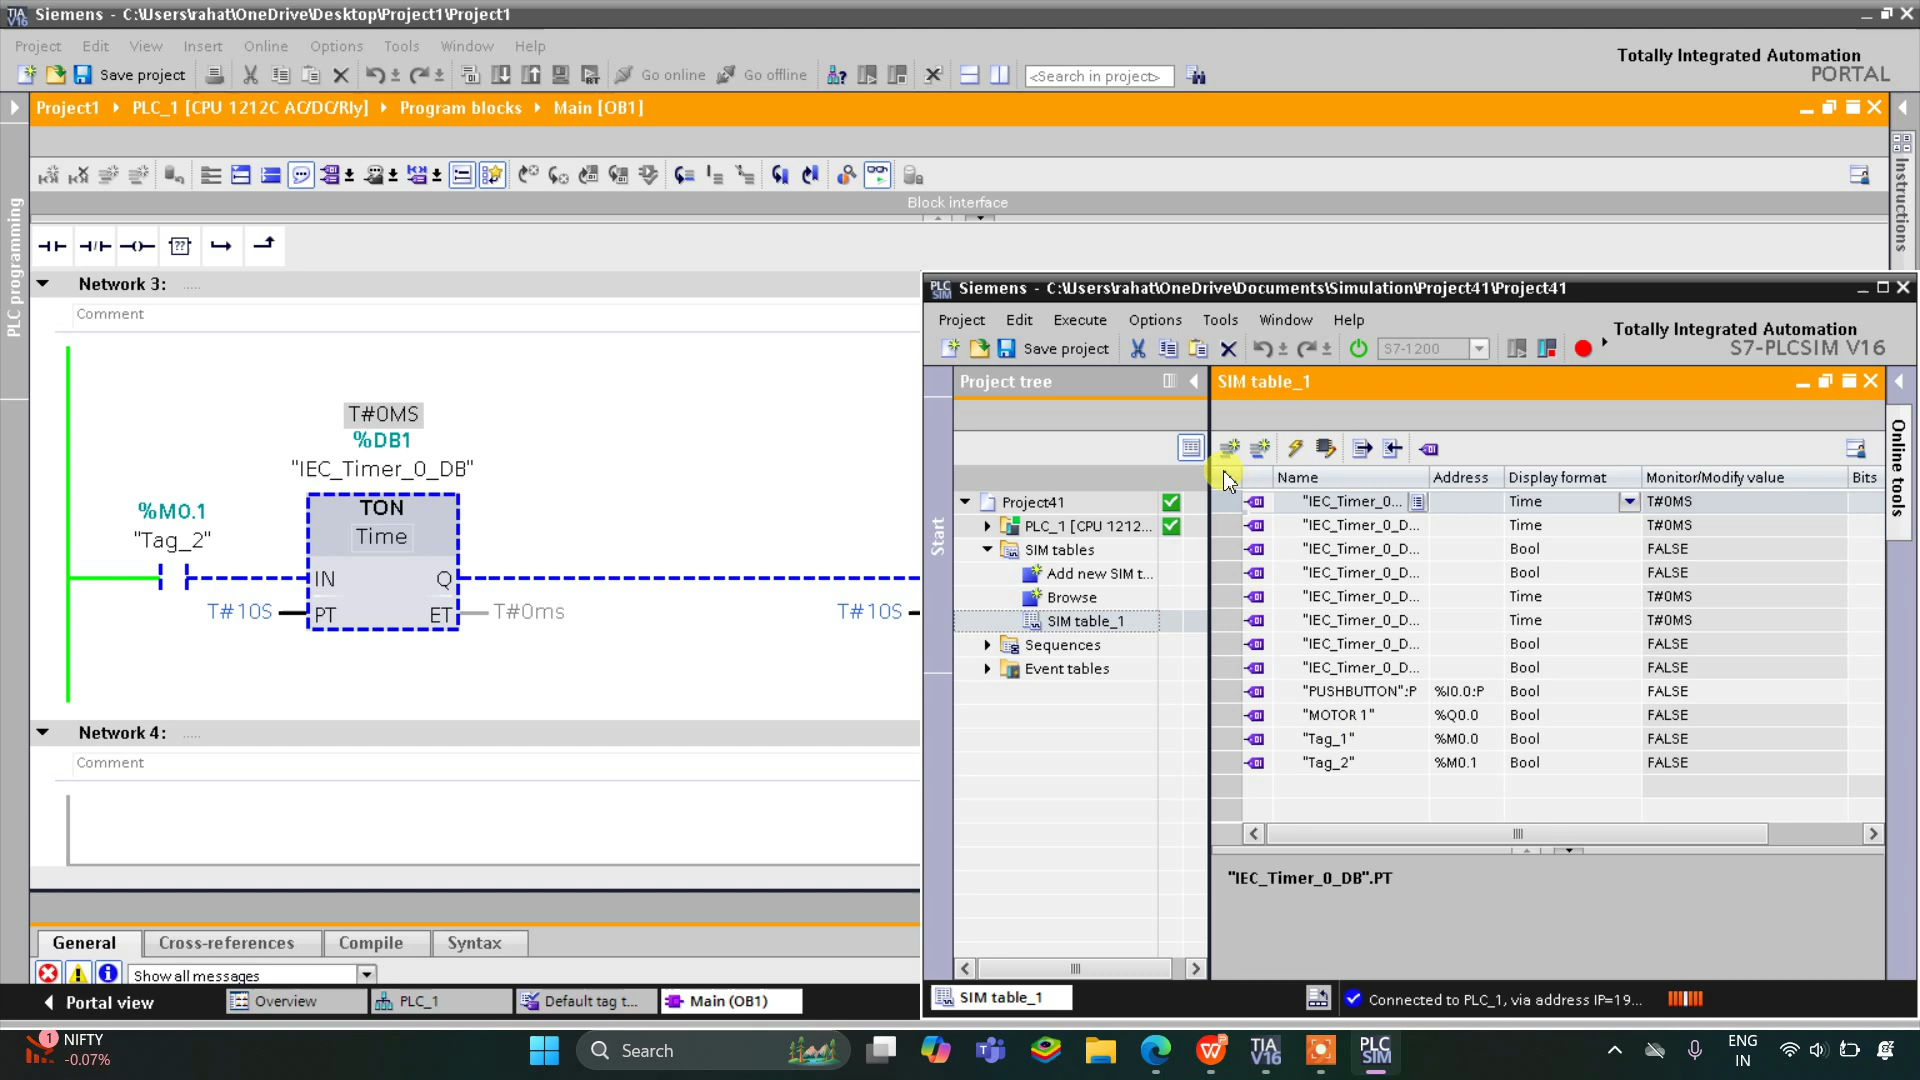 Siemens - C:\Users\rahat\OneDrive\Desktop\Project1\Project1
Project Edit View Insert Online Options Tools Window Help
Totally Integrated Automation
PORTAL
Save project
Go online
Go offline
<Search in project>
Project1 PLC_1 [CPU 1212C AC/DC/Rly] Program blocks Main [OB1]
Block interface
PLC programming
Instructions
Network 3: .....
Comment
T#0MS
%DB1
"IEC_Timer_0_DB"
%M0.1
"Tag_2"
TON
Time
IN Q
T#10S PT ET T#0ms
T#10S
Network 4: .....
Comment
General Cross-references Compile Syntax
Show all messages
Portal view Overview PLC_1 Default tag t... Main (OB1)
Siemens - C:\Users\rahat\OneDrive\Documents\Simulation\Project41\Project41
Project Edit Execute Options Tools Window Help
Totally Integrated Automation
S7-PLCSIM V16
Save project
S7-1200
Project tree
Start
Project41
PLC_1 [CPU 1212...
SIM tables
Add new SIM t...
Browse
SIM table_1
Sequences
Event tables
SIM table_1
Online tools
Name Address Display format Monitor/Modify value Bits
"IEC_Timer_0... Time T#0MS
"IEC_Timer_0_D... Time T#0MS
"IEC_Timer_0_D... Bool FALSE
"IEC_Timer_0_D... Bool FALSE
"IEC_Timer_0_D... Time T#0MS
"IEC_Timer_0_D... Time T#0MS
"IEC_Timer_0_D... Bool FALSE
"IEC_Timer_0_D... Bool FALSE
"PUSHBUTTON":P %I0.0:P Bool FALSE
"MOTOR 1" %Q0.0 Bool FALSE
"Tag_1" %M0.0 Bool FALSE
"Tag_2" %M0.1 Bool FALSE
"IEC_Timer_0_DB".PT
SIM table_1
Connected to PLC_1, via address IP=19...
1
NIFTY
-0.07%
Search
TIA
V16
PLC
SIM
ENG
IN